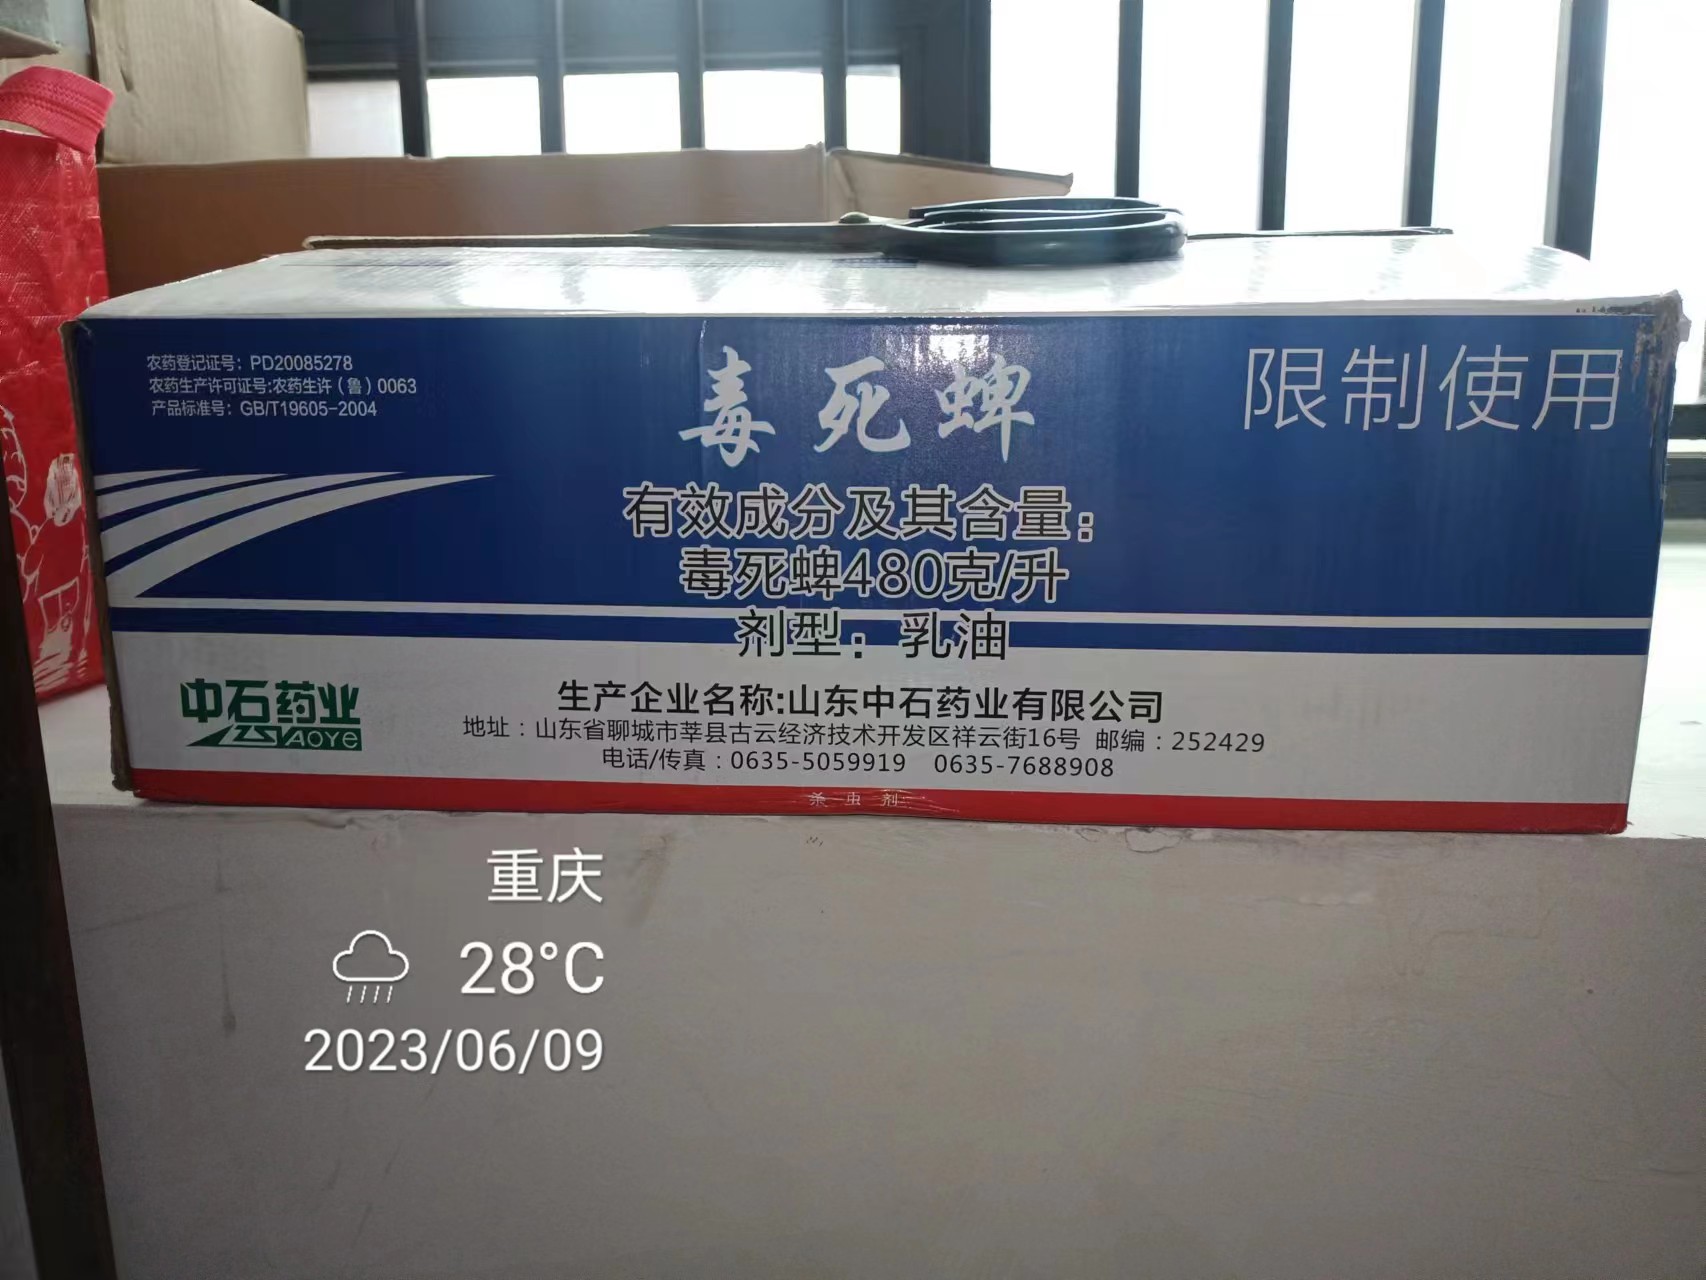 农药登记证号：PD20085278
农药生产许可证号:农药生许（鲁）0063
产品标准号：GB/T19605-2004
毒死蜱
限制使用
有效成分及其含量：
毒死蜱480克/升
剂型：乳油
中石药业
YAOYE
生产企业名称:山东中石药业有限公司
地址：山东省聊城市莘县古云经济技术开发区祥云街16号 邮编：252429
电话/传真：0635-5059919 0635-7688908
杀虫剂
重庆
28°C
2023/06/09